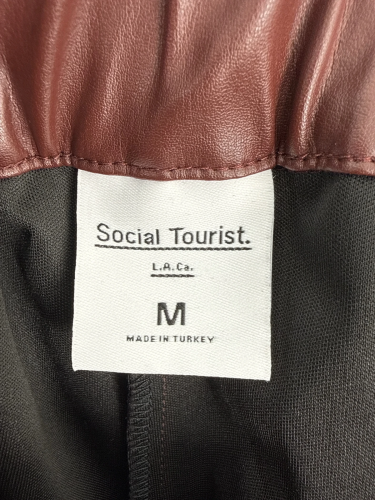 Social Tourist.
L.A.Ca.
M
MADE IN TURKEY